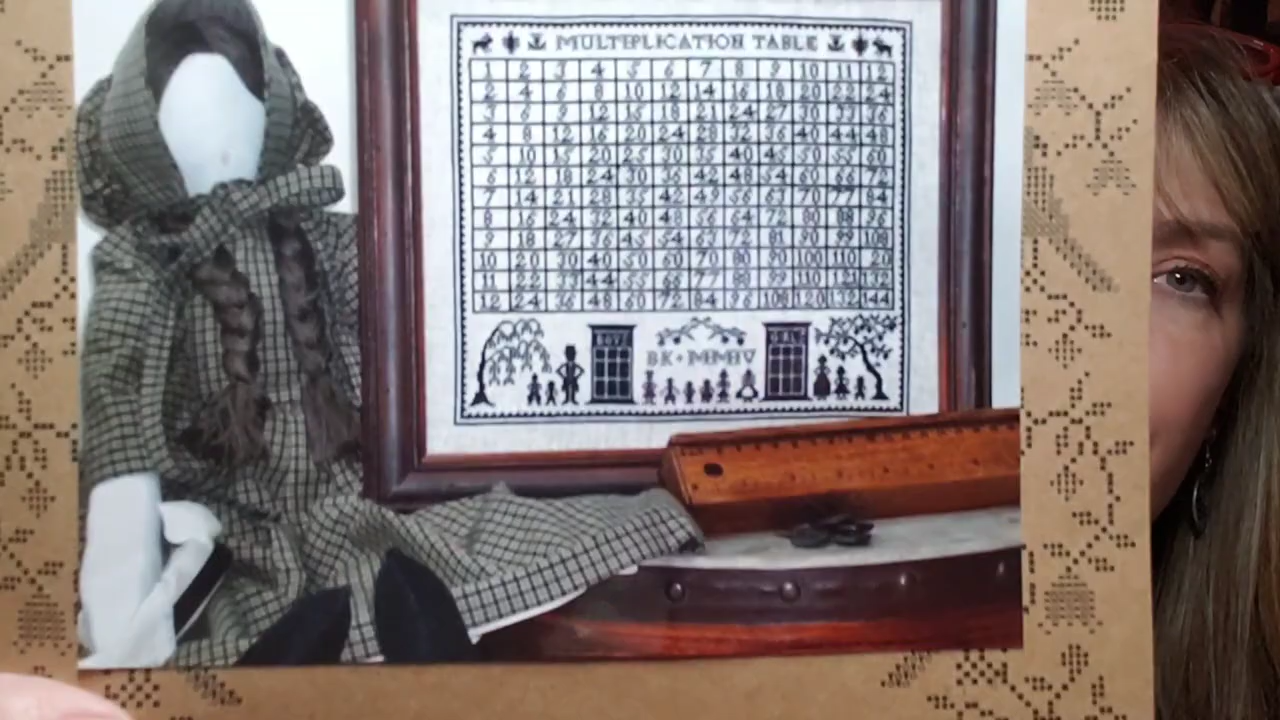 MULTIPLICATION TABLE
1 2 3 4 5 6 7 8 9 10 11 12
2 4 6 8 10 12 14 16 18 20 22 24
3 6 9 12 15 18 21 24 27 30 33 36
4 8 12 16 20 24 28 32 36 40 44 48
5 10 15 20 25 30 35 40 45 50 55 60
6 12 18 24 30 36 42 48 54 60 66 72
7 14 21 28 35 42 49 56 63 70 77 84
8 16 24 32 40 48 56 64 72 80 88 96
9 18 27 36 45 54 63 72 81 90 99 108
10 20 30 40 50 60 70 80 90 100 110 120
11 22 33 44 55 66 77 88 99 110 121 132
12 24 36 48 60 72 84 96 108 120 132 144
BOY
GIRL
BK • MMIV